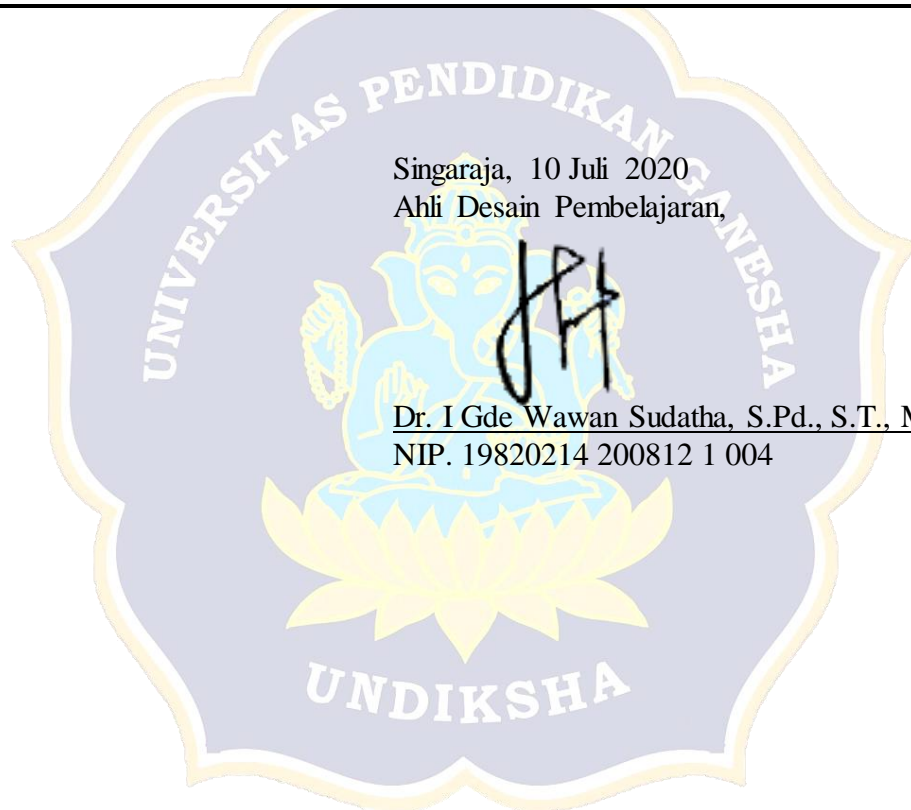 UNIVERSITAS PENDIDIKAN GANESHA
Singaraja, 10 Juli 2020
Ahli Desain Pembelajaran,
Dr. I Gde Wawan Sudatha, S.Pd., S.T., M
NIP. 19820214 200812 1 004
UNDIKSHA